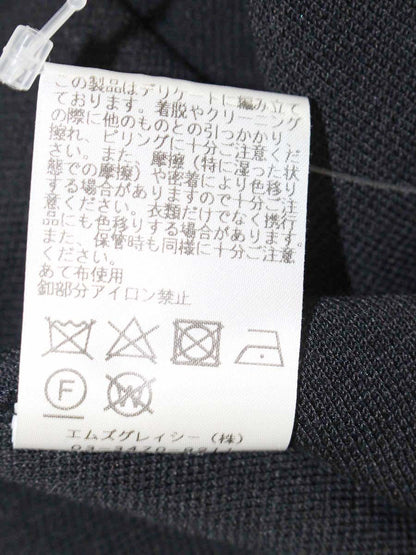 この製品はデリケートに編み立て
ております。着脱やクリーニング
の際に他のものとの引っかかり、
擦れ、ピリングに十分ご注意くだ
さい。また、摩擦(特に湿った状
態での摩擦)や密着により色移り
する場合がありますので十分ご注
意ください。衣類だけでなく携行
品にも色移りする場合があります。
また、保管時も同様に十分ご注意
ください。
あて布使用
釦部分アイロン禁止
F
W
エムズグレイシー(株)